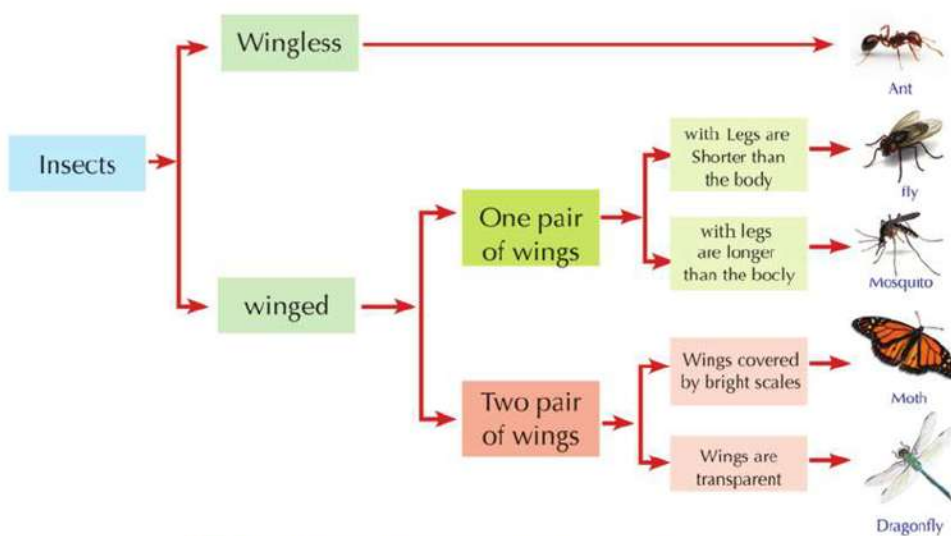 Wingless
Ant
Insects
with Legs are
Shorter than
the body
fly
One pair
of wings
with legs
are longer
than the bocly
Mosquito
winged
Wings covered
by bright scales
Moth
Two pair
of wings
Wings are
transparent
Dragonfly